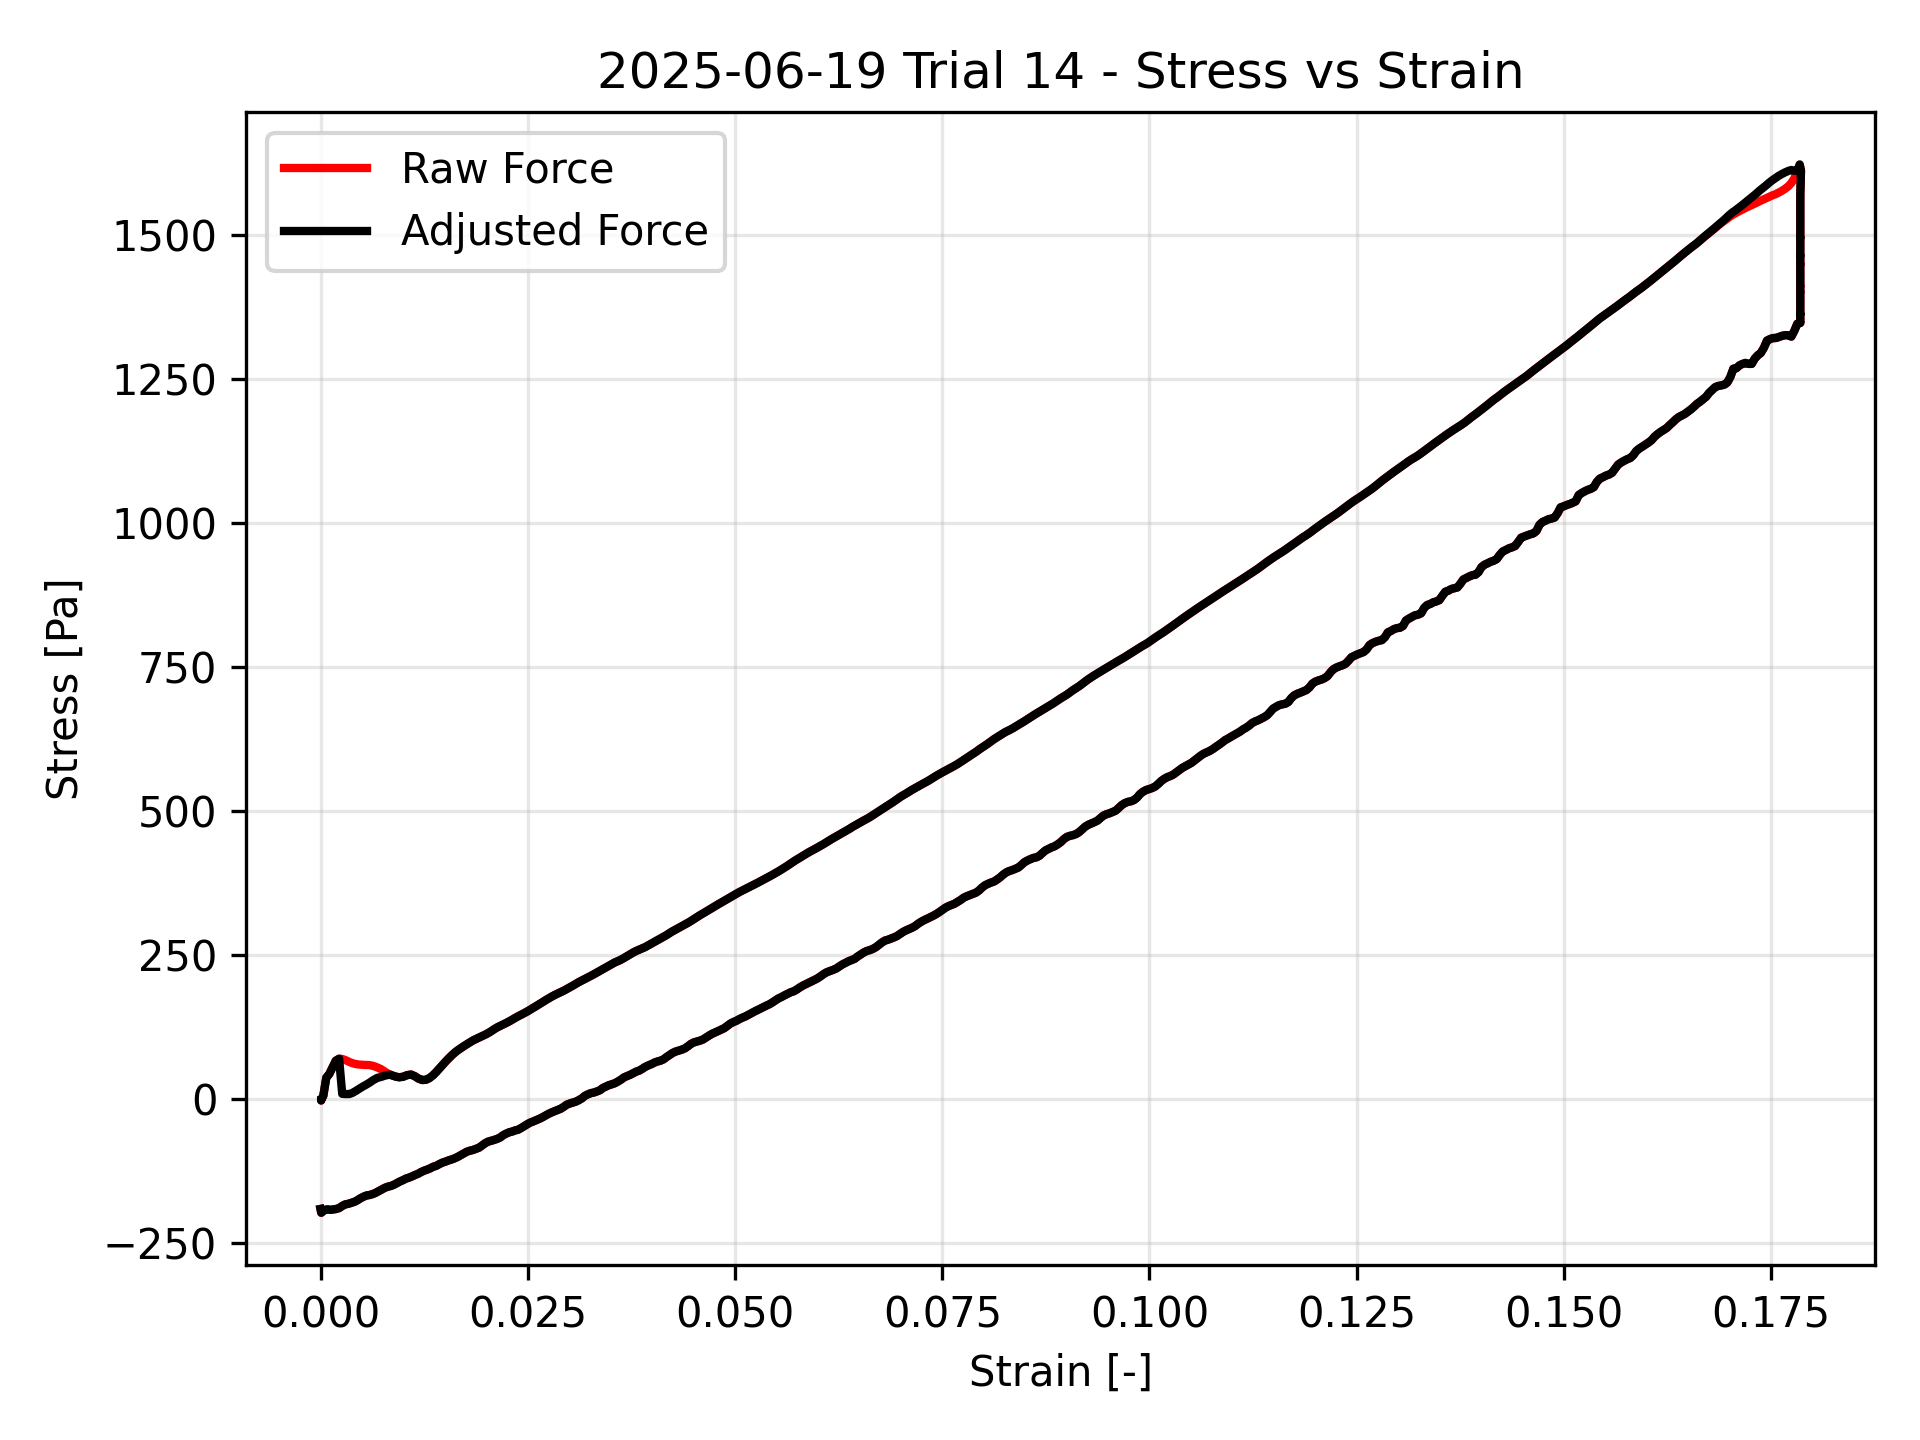 2025-06-19 Trial 14 - Stress vs Strain
Raw Force
Adjusted Force
Stress [Pa]
1500
1250
1000
750
500
250
0
−250
0.000 0.025 0.050 0.075 0.100 0.125 0.150 0.175
Strain [-]